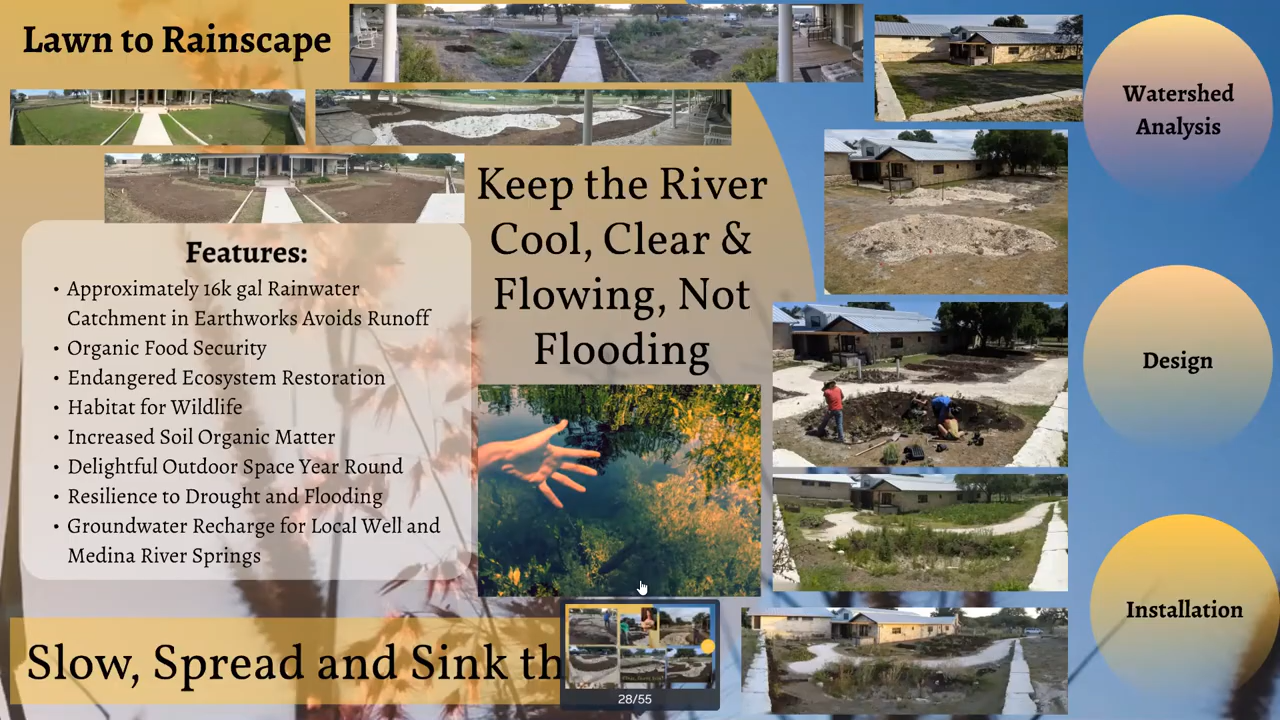 Lawn to Rainscape
Keep the River
Cool, Clear &
Flowing, Not
Flooding
Features:
• Approximately 16k gal Rainwater
Catchment in Earthworks Avoids Runoff
• Organic Food Security
• Endangered Ecosystem Restoration
• Habitat for Wildlife
• Increased Soil Organic Matter
• Delightful Outdoor Space Year Round
• Resilience to Drought and Flooding
• Groundwater Recharge for Local Well and
Medina River Springs
Slow, Spread and Sink th
28/55
Watershed
Analysis
Design
Installation